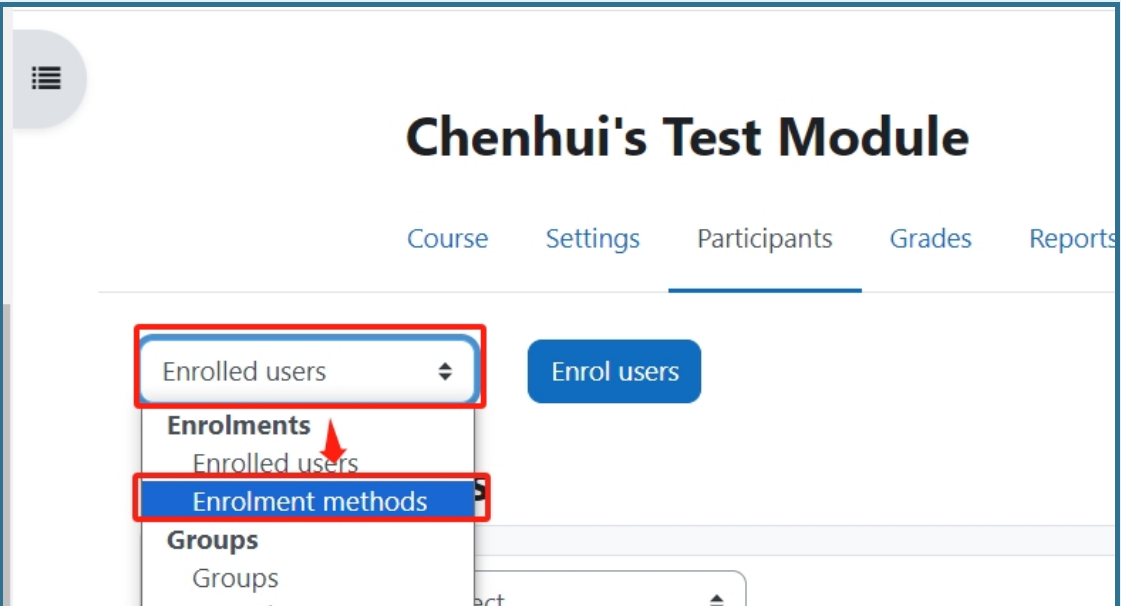 Chenhui's Test Module
Course Settings Participants Grades Reports
Enrolled users Enrol users
Enrolments
Enrolled users
Enrolment methods
Groups
Groups